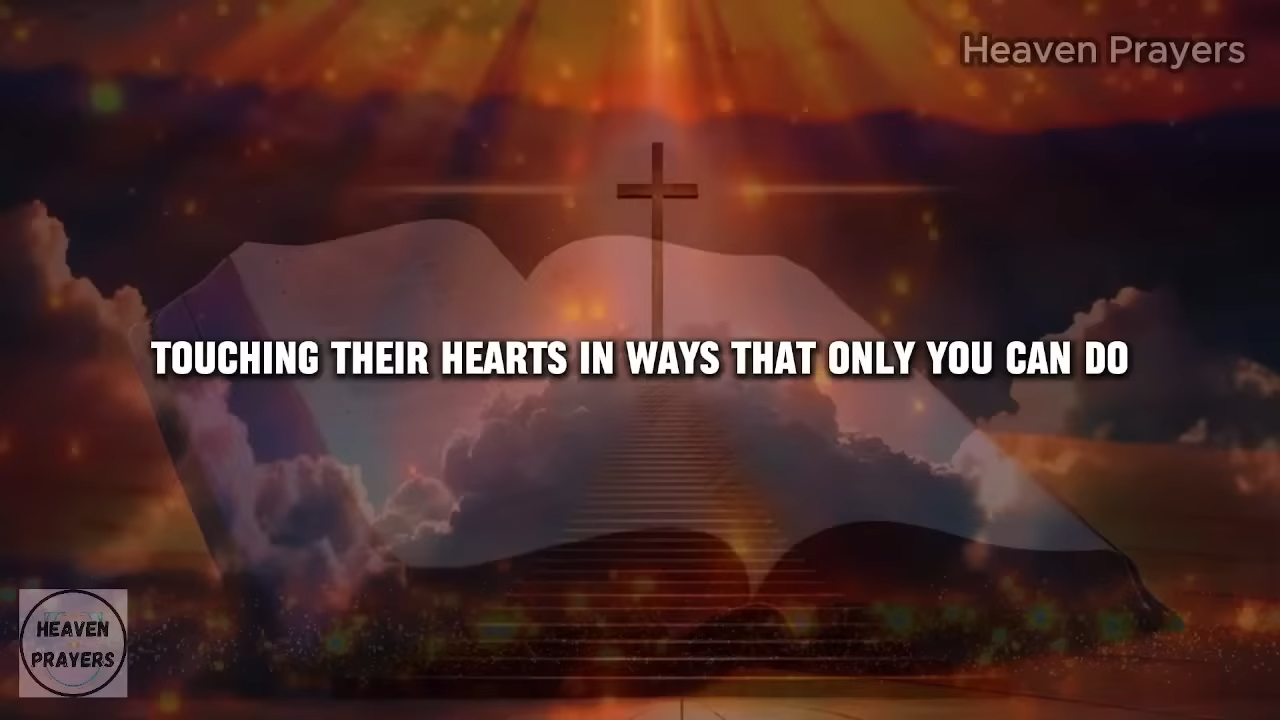 Heaven Prayers
TOUCHING THEIR HEARTS IN WAYS THAT ONLY YOU CAN DO
HEAVEN
PRAYERS